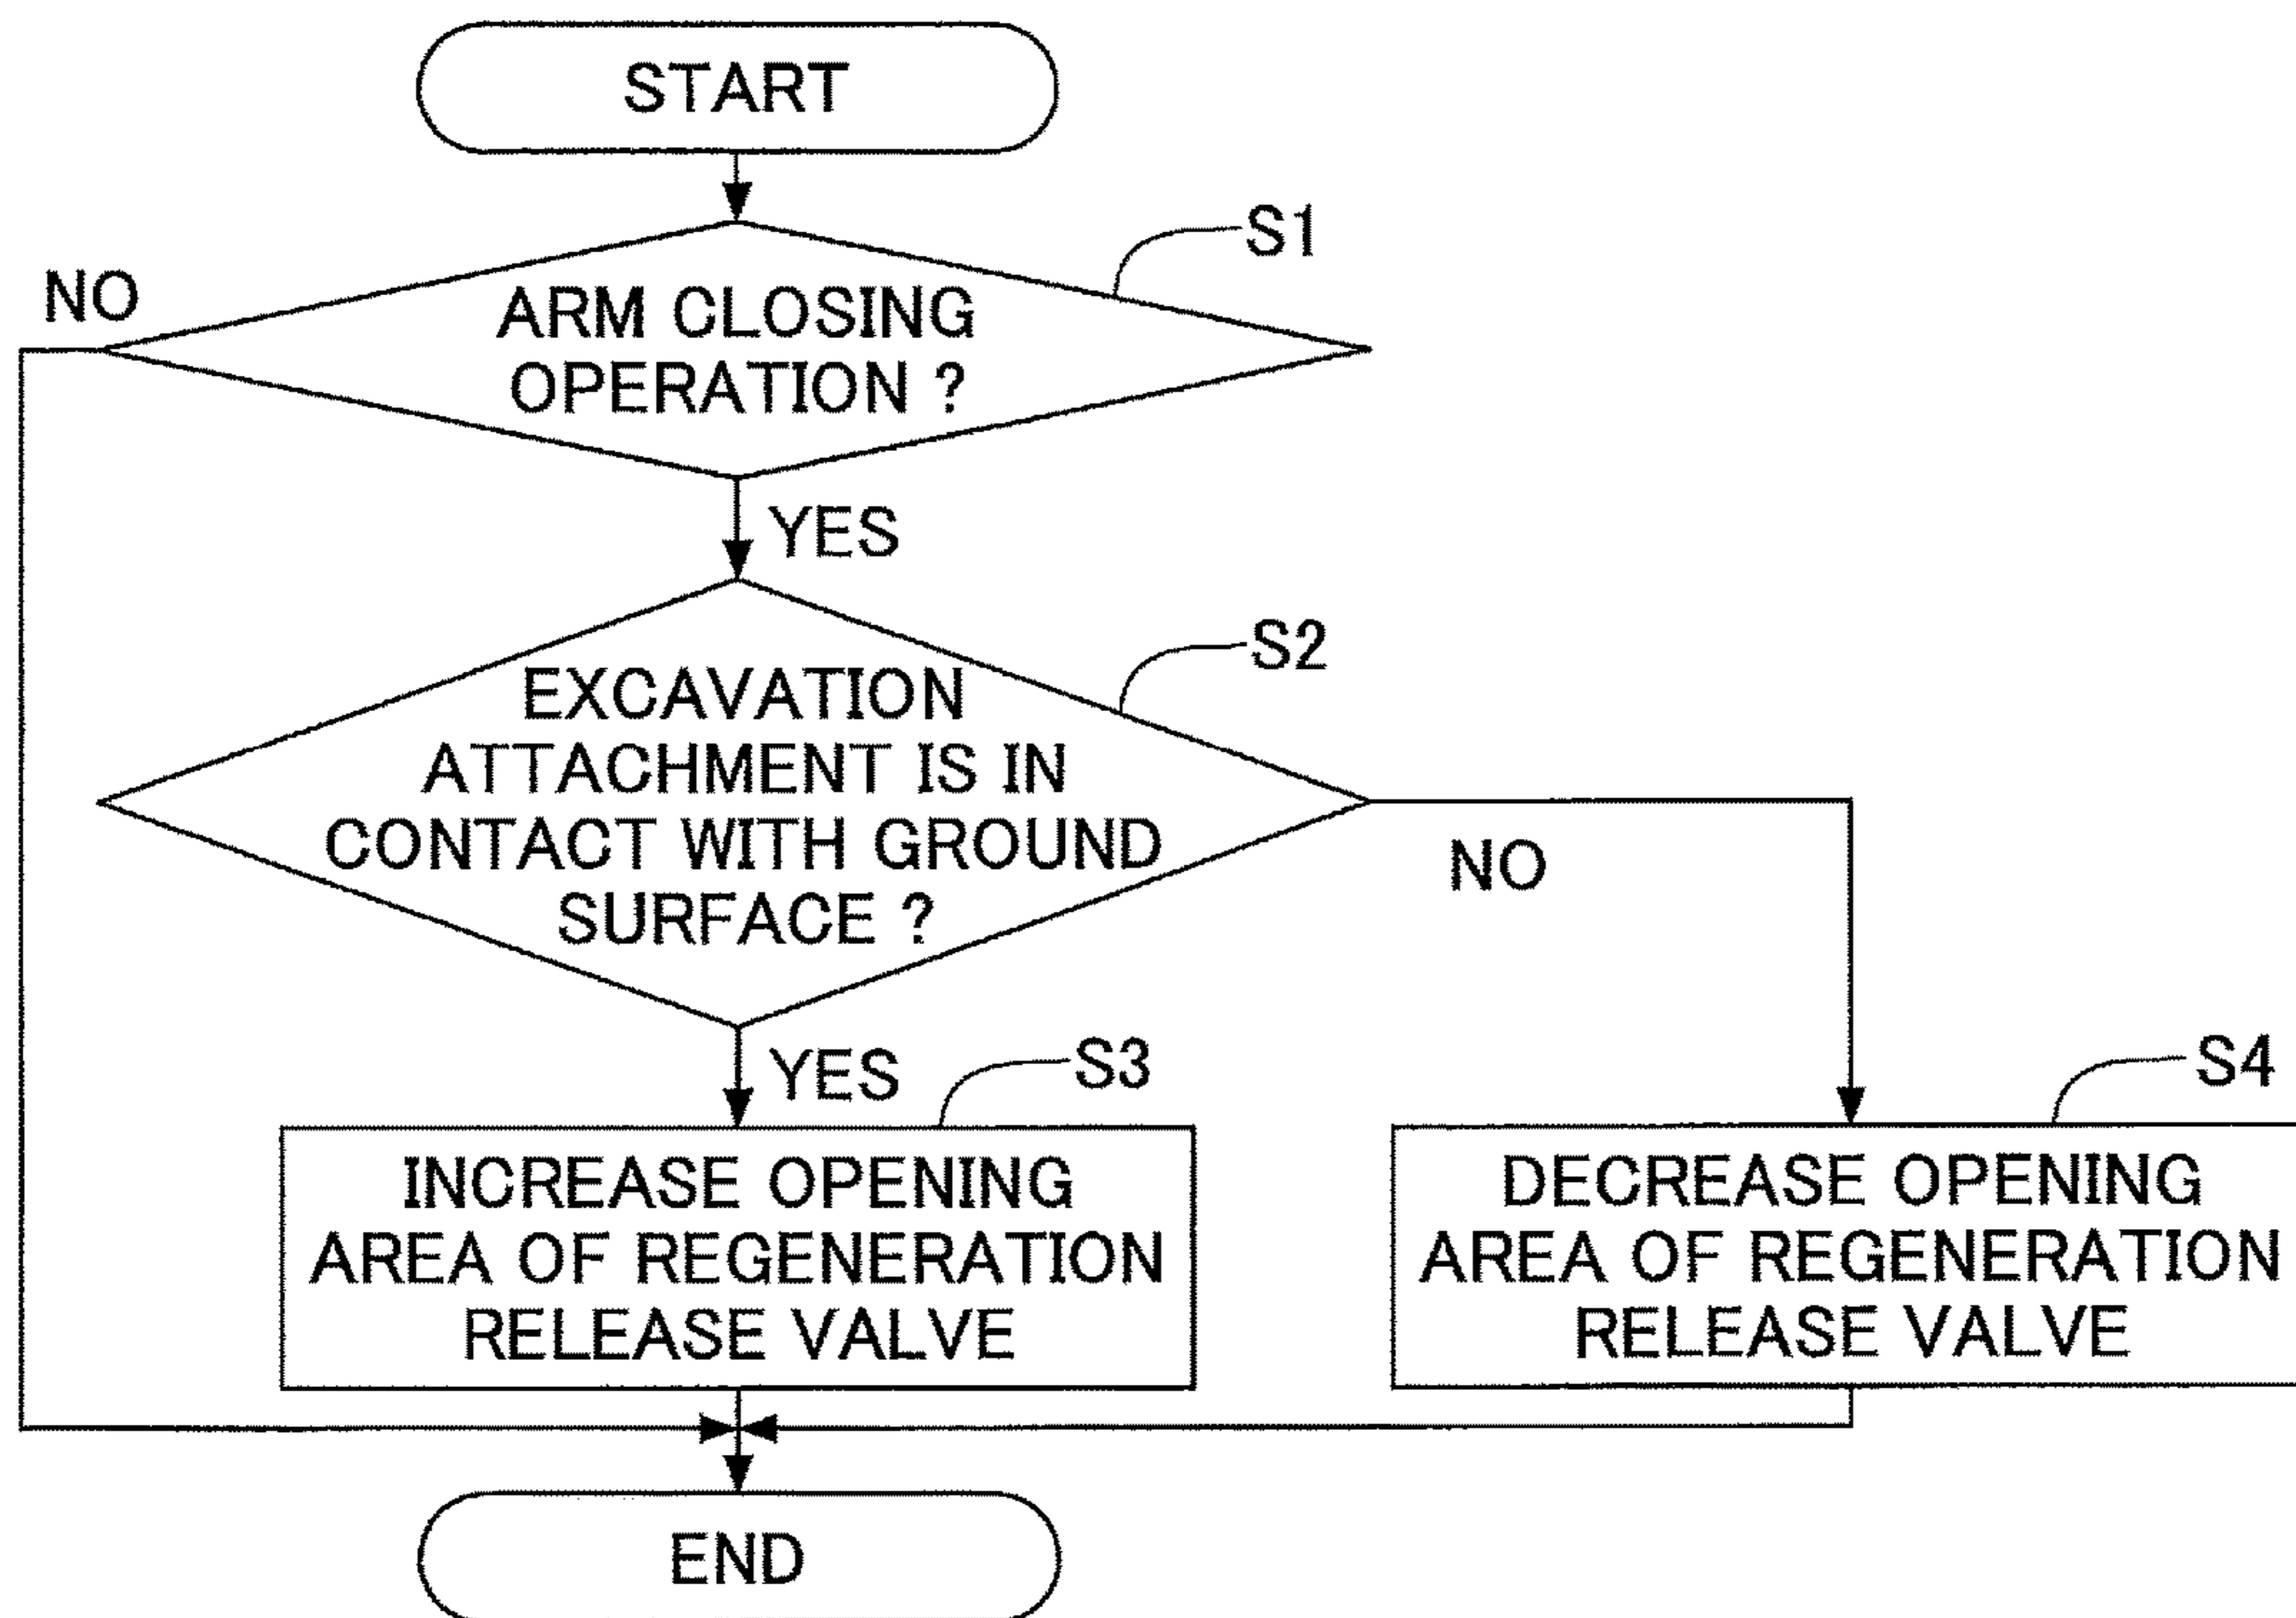 START
S1
NO
ARM CLOSING
OPERATION ?
YES
S2
EXCAVATION
ATTACHMENT IS IN
CONTACT WITH GROUND
SURFACE ?
NO
YES
S3
S4
INCREASE OPENING
AREA OF REGENERATION
RELEASE VALVE
DECREASE OPENING
AREA OF REGENERATION
RELEASE VALVE
END